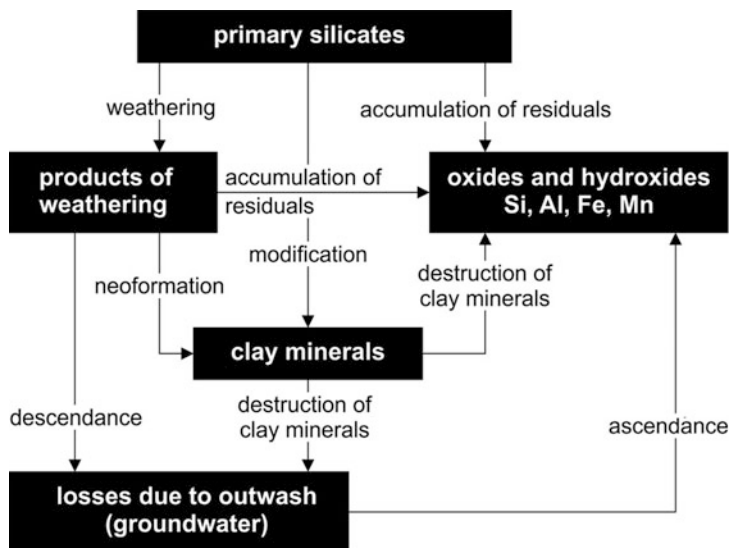 primary silicates
weathering
accumulation of residuals
products of
weathering
accumulation of
residuals
oxides and hydroxides
Si, Al, Fe, Mn
modification
neoformation
destruction of
clay minerals
clay minerals
descendance
destruction of
clay minerals
ascendance
losses due to outwash
(groundwater)